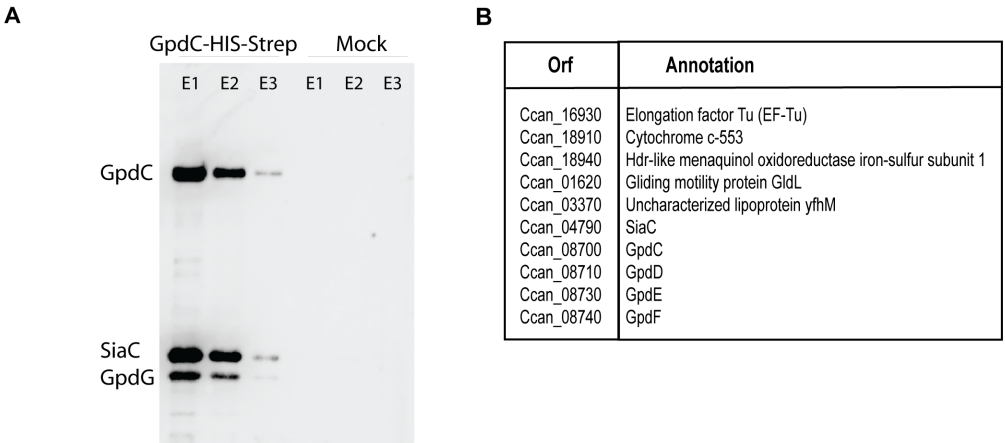 A
GpdC-HIS-Strep Mock
E1 E2 E3 E1 E2 E3
GpdC
SiaC
GpdG
B
Orf Annotation
Ccan_16930 Elongation factor Tu (EF-Tu)
Ccan_18910 Cytochrome c-553
Ccan_18940 Hdr-like menaquinol oxidoreductase iron-sulfur subunit 1
Ccan_01620 Gliding motility protein GldL
Ccan_03370 Uncharacterized lipoprotein yfhM
Ccan_04790 SiaC
Ccan_08700 GpdC
Ccan_08710 GpdD
Ccan_08730 GpdE
Ccan_08740 GpdF